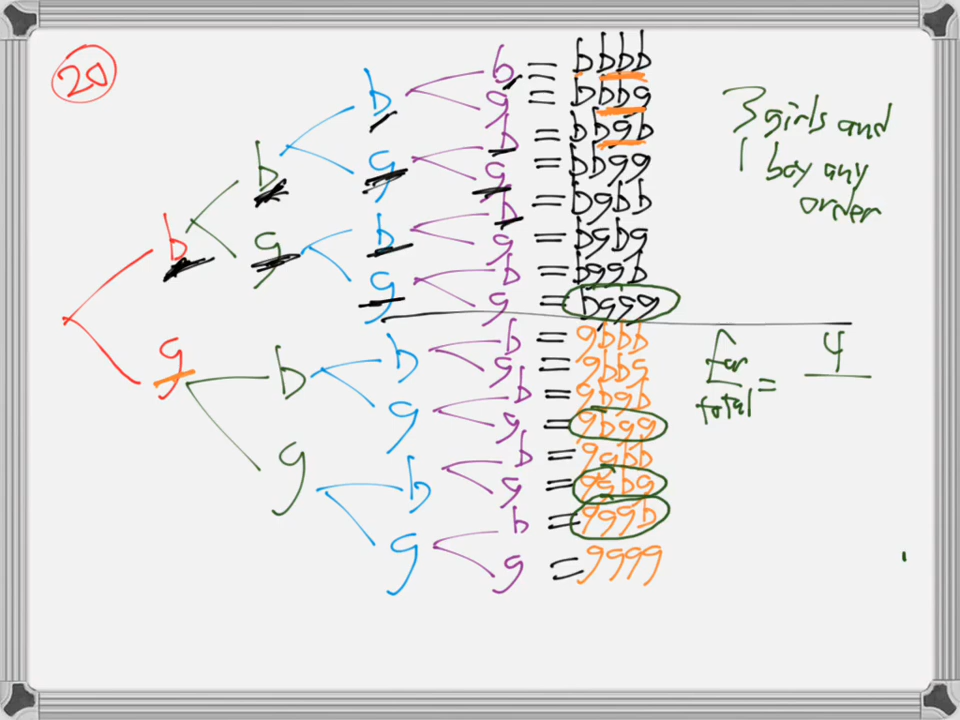 20
b
g
b
g
b
g
b
g
b
g
b
g
b
g
b
g
b
g
b
g
b
g
b
g
b
g
b
g
b
g
= bbbb
= bbbg
= bbgb
= bbgg
= bgbb
= bgbg
= bggb
= bggg
= gbbb
= gbbg
= gbgb
= gbgg
= ggbb
= ggbg
= gggb
= gggg
3 girls and
1 boy any
order
fav
total
= 4